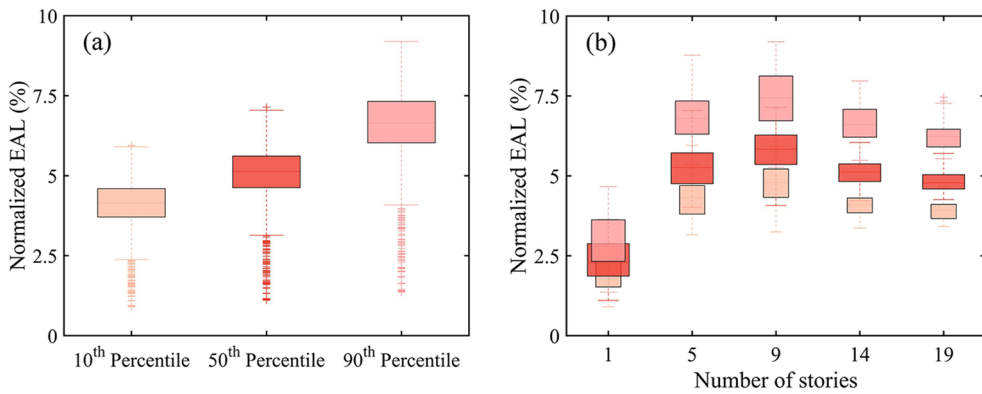 (a)
Normalized EAL (%)
10
7.5
5
2.5
0
10th Percentile 50th Percentile 90th Percentile
(b)
Normalized EAL (%)
10
7.5
5
2.5
0
1 5 9 14 19
Number of stories